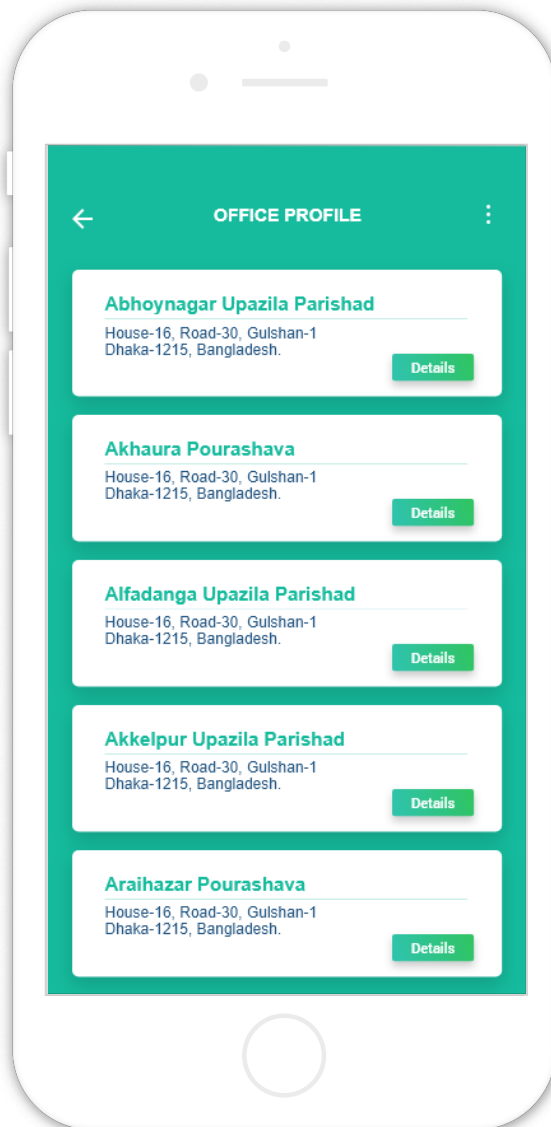 OFFICE PROFILE
Abhoynagar Upazila Parishad
House-16, Road-30, Gulshan-1
Dhaka-1215, Bangladesh.
Details
Akhaura Pourashava
House-16, Road-30, Gulshan-1
Dhaka-1215, Bangladesh.
Details
Alfadanga Upazila Parishad
House-16, Road-30, Gulshan-1
Dhaka-1215, Bangladesh.
Details
Akkelpur Upazila Parishad
House-16, Road-30, Gulshan-1
Dhaka-1215, Bangladesh.
Details
Araihazar Pourashava
House-16, Road-30, Gulshan-1
Dhaka-1215, Bangladesh.
Details